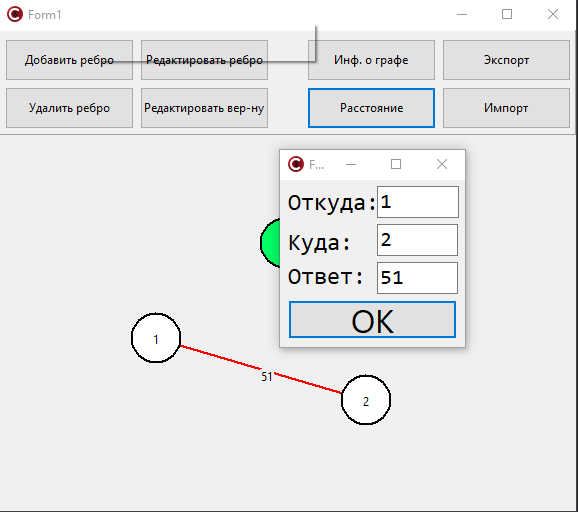 Form1
Добавить ребро
Редактировать ребро
Инф. о графе
Экспорт
Удалить ребро
Редактировать вер-ну
Расстояние
Импорт
F...
Откуда: 1
Куда: 2
Ответ: 51
OK
1
51
2